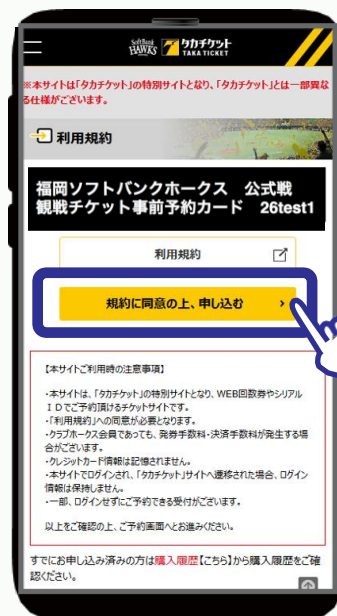 SoftBank
HAWKS
タカチケット
TAKA TICKET
※本サイトは「タカチケット」の特別サイトとなり、「タカチケット」とは一部異な
る仕様がございます。
利用規約
福岡ソフトバンクホークス　公式戦
観戦チケット事前予約カード　26test1
利用規約
規約に同意の上、申し込む
【本サイトご利用時の注意事項】
・本サイトは、「タカチケット」の特別サイトとなり、WEB回数券やシリアル
ＩＤでご予約頂けるチケットサイトです。
・「利用規約」への同意が必要となります。
・クラブホークス会員であっても、発券手数料・決済手数料が発生する場
合がございます。
・クレジットカード情報は記憶されません。
・本サイトでログインされ、「タカチケット」サイトへ遷移された場合、ログイン
情報は保持しません。
・一部、ログインせずにご予約できる受付がございます。
以上をご確認の上、ご予約画面へとお進みください。
すでにお申し込み済みの方は購入履歴【こちら】から購入履歴をご確
認ください。